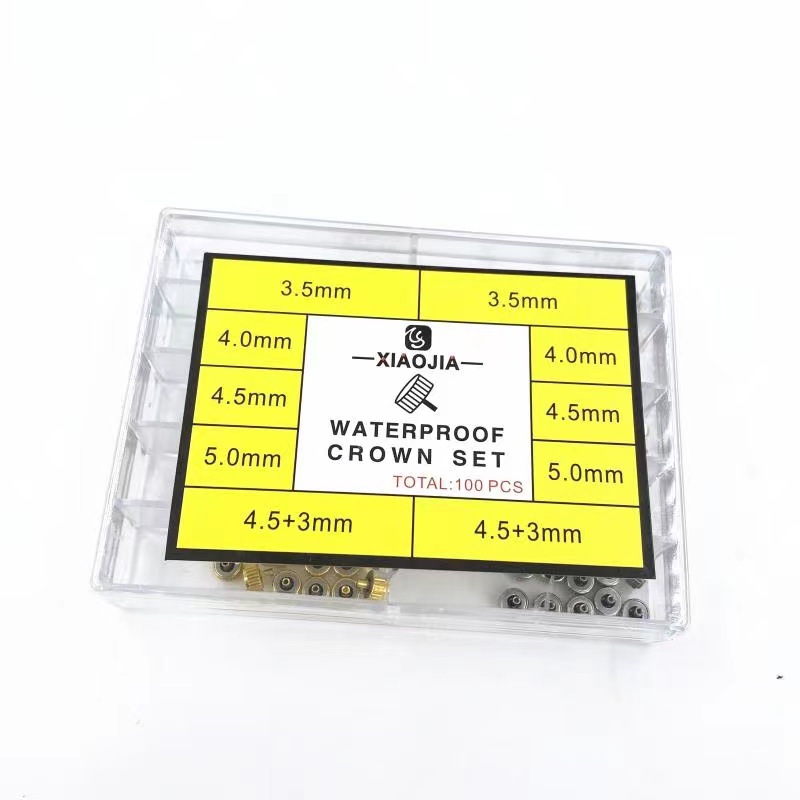 3.5mm 3.5mm
4.0mm 4.0mm
XIAOJIA
4.5mm 4.5mm
WATERPROOF
CROWN SET
5.0mm 5.0mm
TOTAL:100 PCS
4.5+3mm 4.5+3mm